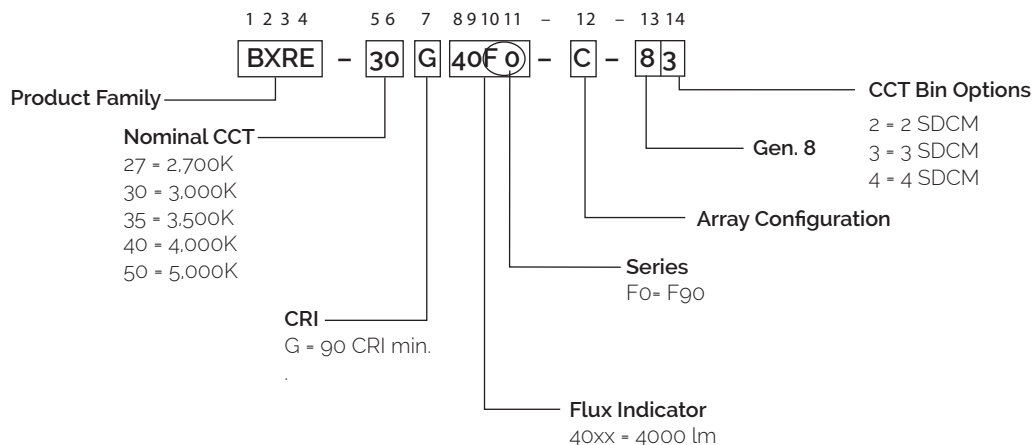 1 2 3 4 5 6 7 8 9 10 11 – 12 – 13 14
BXRE – 30 G 40F0 – C – 8 3
Product Family
Nominal CCT
27 = 2,700K
30 = 3,000K
35 = 3,500K
40 = 4,000K
50 = 5,000K
CRI
G = 90 CRI min.
.
Flux Indicator
40xx = 4000 lm
Series
F0= F90
Array Configuration
Gen. 8
CCT Bin Options
2 = 2 SDCM
3 = 3 SDCM
4 = 4 SDCM